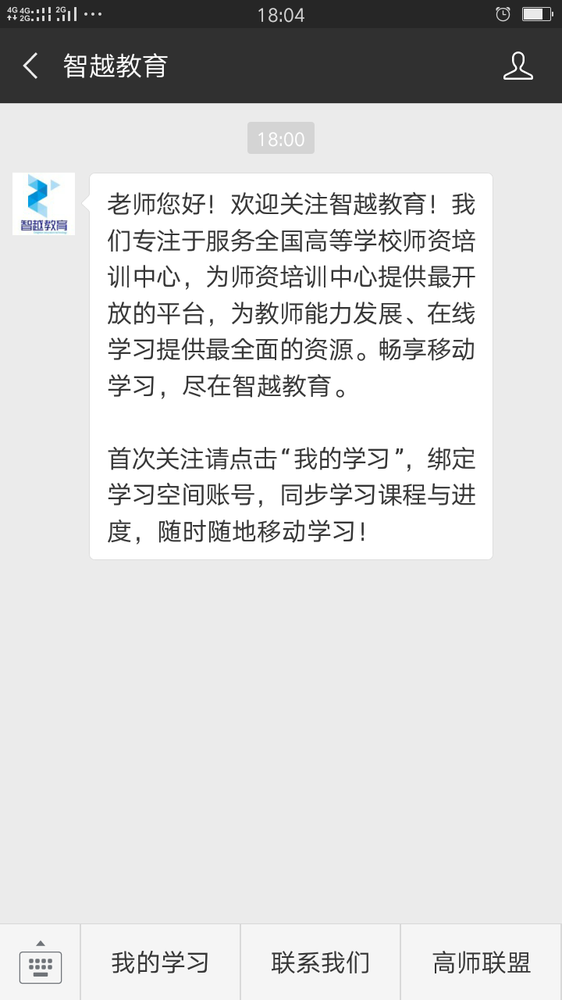 4G 4G 2G 2G
18:04
智越教育
18:00
智越教育
老师您好！欢迎关注智越教育！我
们专注于服务全国高等学校师资培
训中心，为师资培训中心提供最开
放的平台，为教师能力发展、在线
学习提供最全面的资源。畅享移动
学习，尽在智越教育。
首次关注请点击“我的学习”，绑定
学习空间账号，同步学习课程与进
度，随时随地移动学习！
我的学习
联系我们
高师联盟